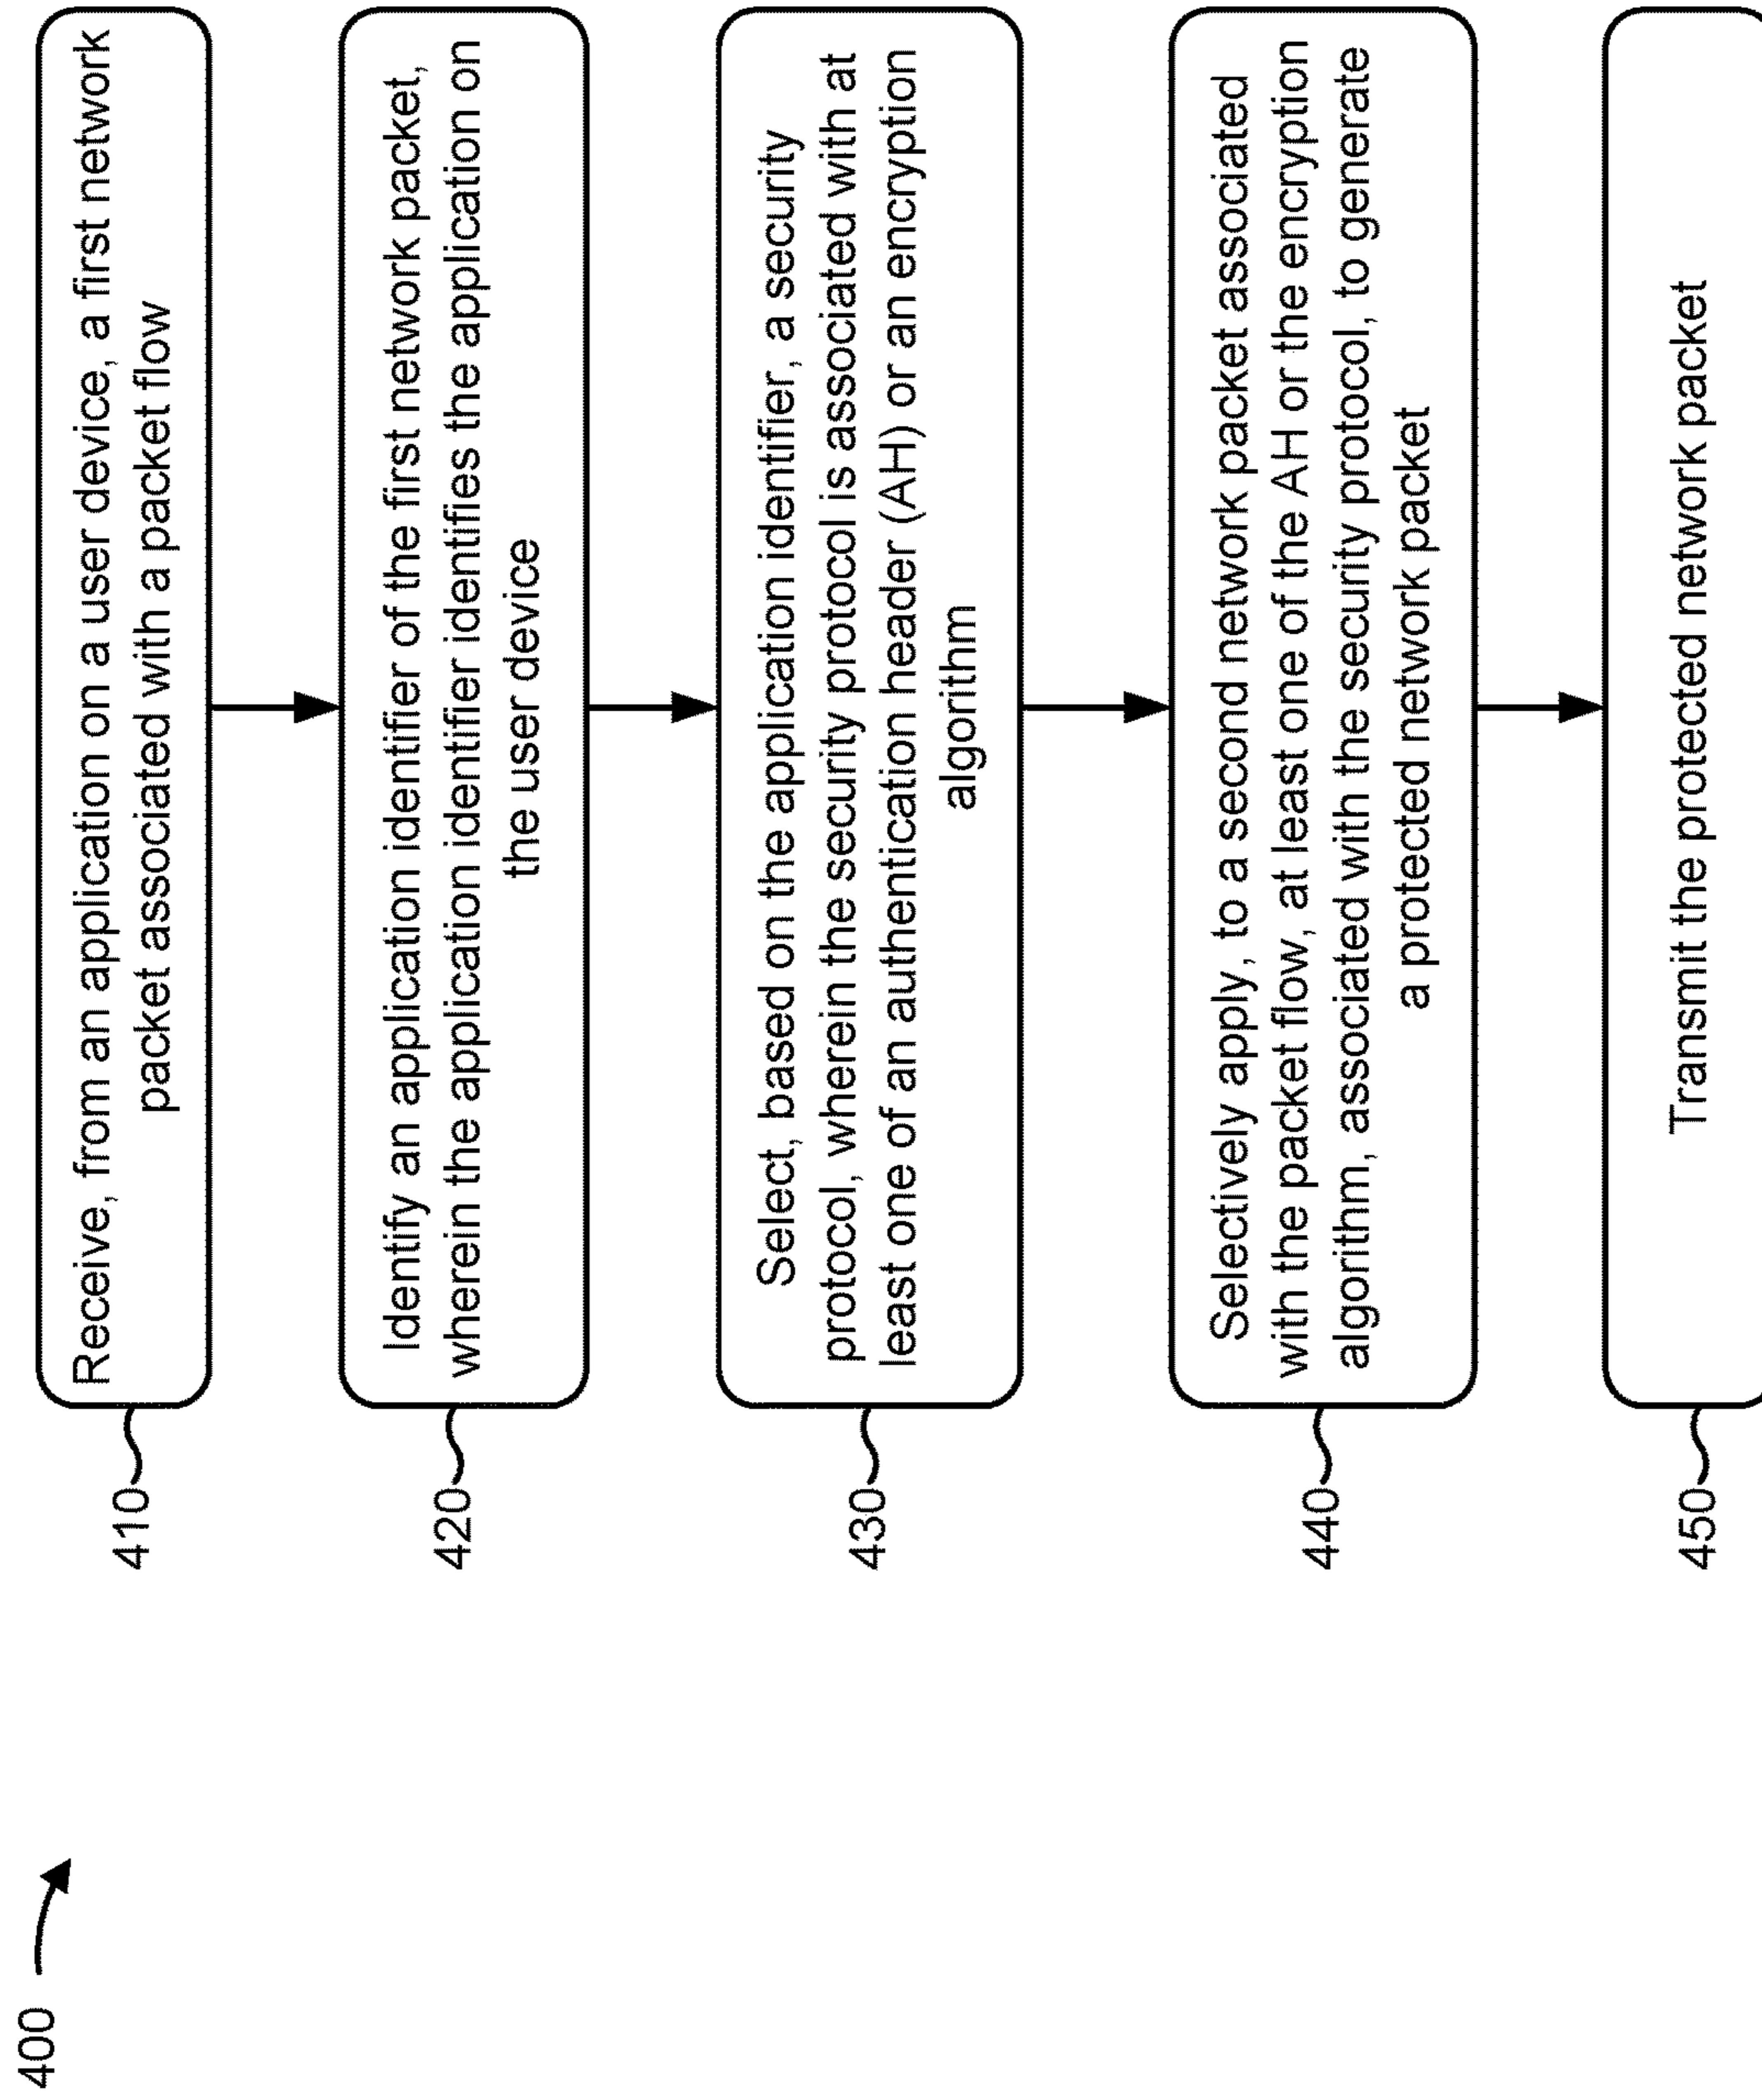 400
410
Receive, from an application on a user device, a first network
packet associated with a packet flow
420
Identify an application identifier of the first network packet,
wherein the application identifier identifies the application on
the user device
430
Select, based on the application identifier, a security
protocol, wherein the security protocol is associated with at
least one of an authentication header (AH) or an encryption
algorithm
440
Selectively apply, to a second network packet associated
with the packet flow, at least one of the AH or the encryption
algorithm, associated with the security protocol, to generate
a protected network packet
450
Transmit the protected network packet